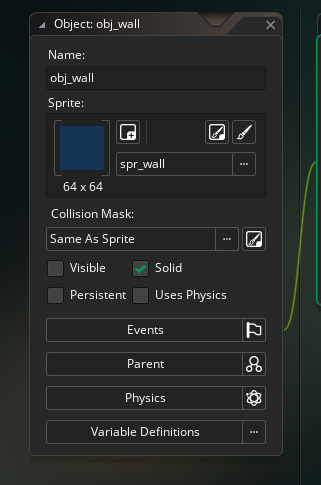 Object: obj_wall
Name:
obj_wall
Sprite:
64 x 64
spr_wall
...
Collision Mask:
Same As Sprite ...
Visible Solid
Persistent Uses Physics
Events
Parent
Physics
Variable Definitions ...